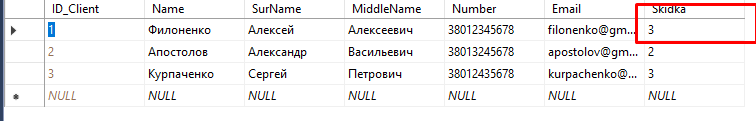 ID_Client Name SurName MiddleName Number Email Skidka
1 Филоненко Алексей Алексеевич 38012345678 filonenko@gm... 3
2 Апостолов Александр Васильевич 38013245678 apostolov@gm... 2
3 Курпаченко Сергей Петрович 38012435678 kurpachenko@... 3
NULL NULL NULL NULL NULL NULL NULL